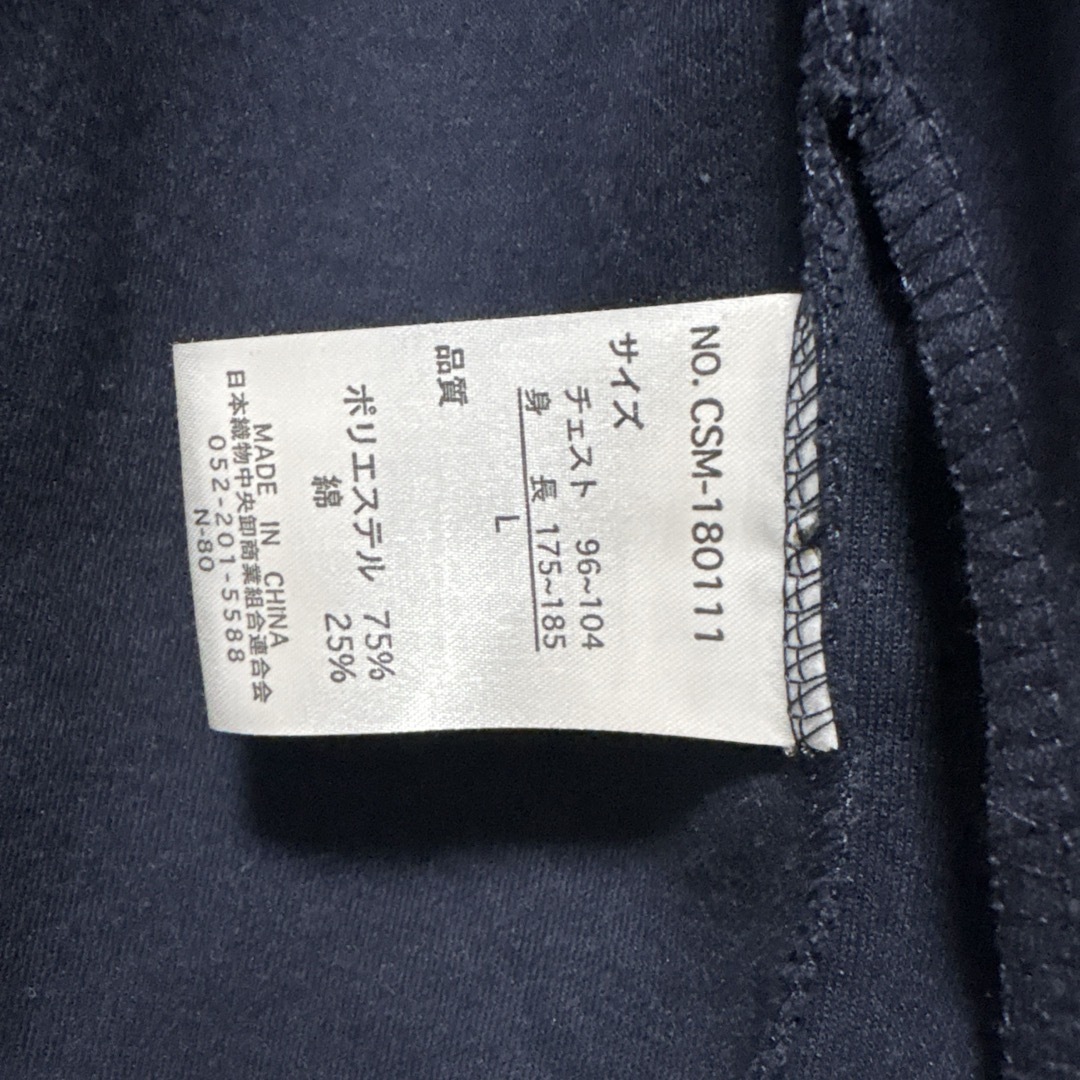 NO. CSM-180111
サイズ
チェスト 96~104
身 長 175~185
L
品質
ポリエステル 75%
綿 25%
MADE IN CHINA
日本織物中央卸商業組合連合会
052-201-5588
N-80